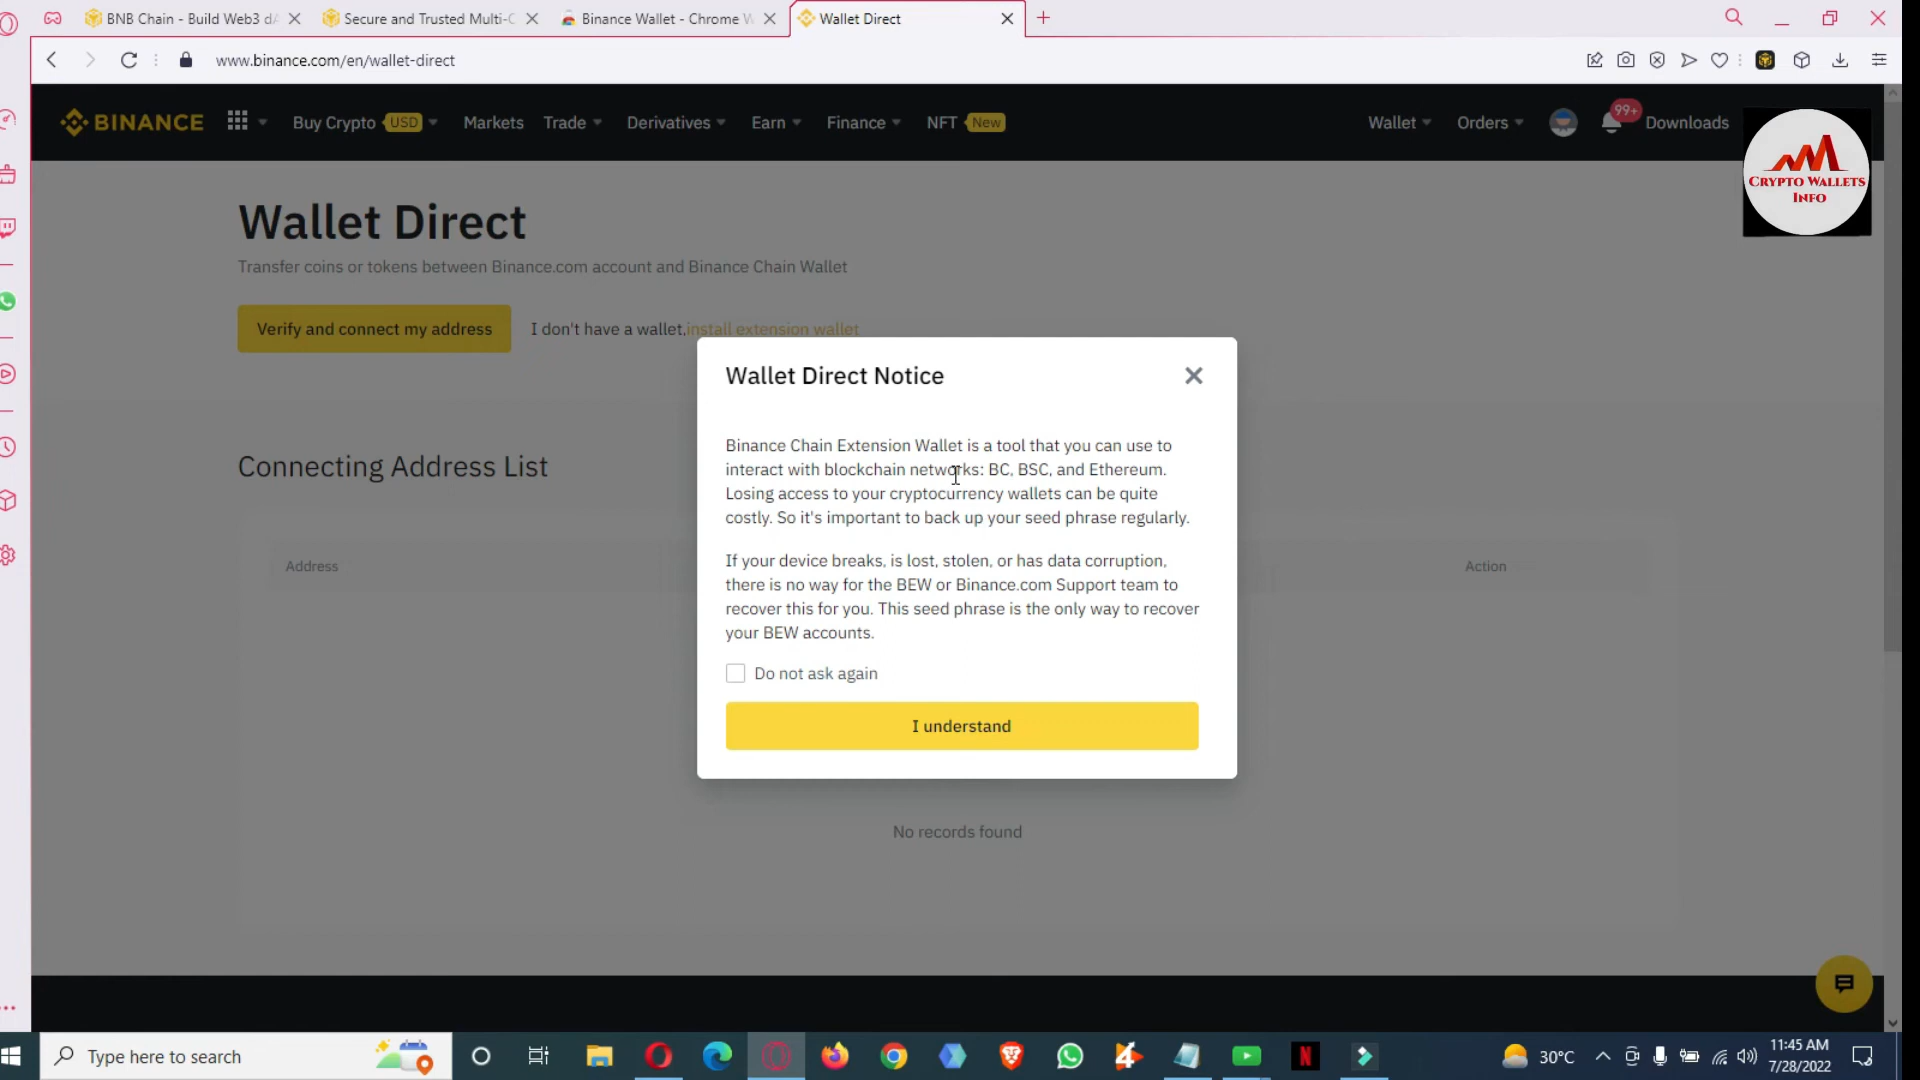 BNB Chain - Build Web3 dA
Secure and Trusted Multi-C
Binance Wallet - Chrome W
Wallet Direct
www.binance.com/en/wallet-direct
BINANCE
Buy Crypto
USD
Markets
Trade
Derivatives
Earn
Finance
NFT
New
Wallet
Orders
99+
Downloads
CRYPTO WALLETS
INFO
Wallet Direct
Transfer coins or tokens between Binance.com account and Binance Chain Wallet
Verify and connect my address
I don't have a wallet,install extension wallet
Wallet Direct Notice
Binance Chain Extension Wallet is a tool that you can use to
interact with blockchain networks: BC, BSC, and Ethereum.
Losing access to your cryptocurrency wallets can be quite
costly. So it's important to back up your seed phrase regularly.
If your device breaks, is lost, stolen, or has data corruption,
there is no way for the BEW or Binance.com Support team to
recover this for you. This seed phrase is the only way to recover
your BEW accounts.
Do not ask again
I understand
Connecting Address List
Address
Action
No records found
Type here to search
30°C
11:45 AM
7/28/2022